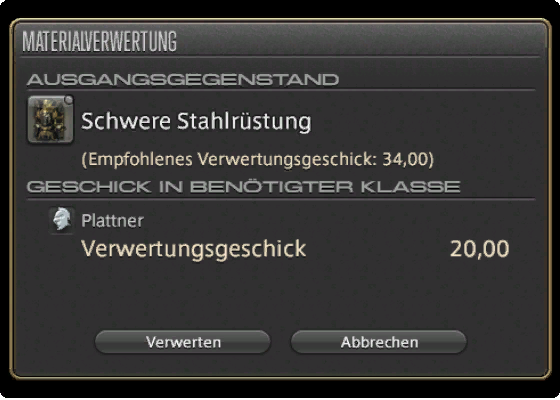 MATERIALVERWERTUNG
AUSGANGSGEGENSTAND
Schwere Stahlrüstung
(Empfohlenes Verwertungsgeschick: 34,00)
GESCHICK IN BENÖTIGTER KLASSE
Plattner
Verwertungsgeschick 20,00
Verwerten Abbrechen